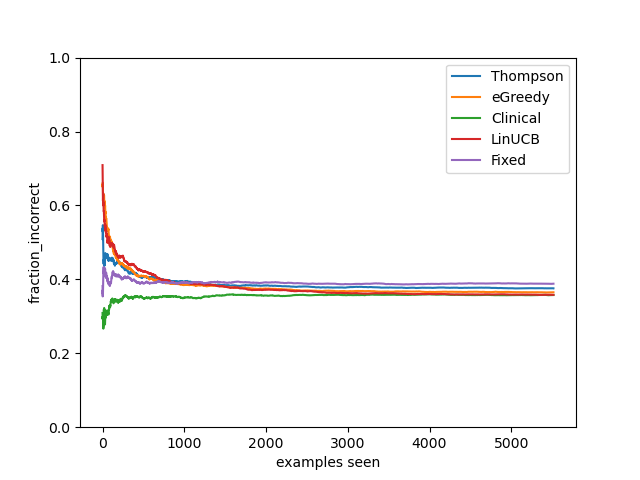 1.0
0.8
0.6
0.4
0.2
0.0
fraction_incorrect
Thompson
eGreedy
Clinical
LinUCB
Fixed
0 1000 2000 3000 4000 5000
examples seen